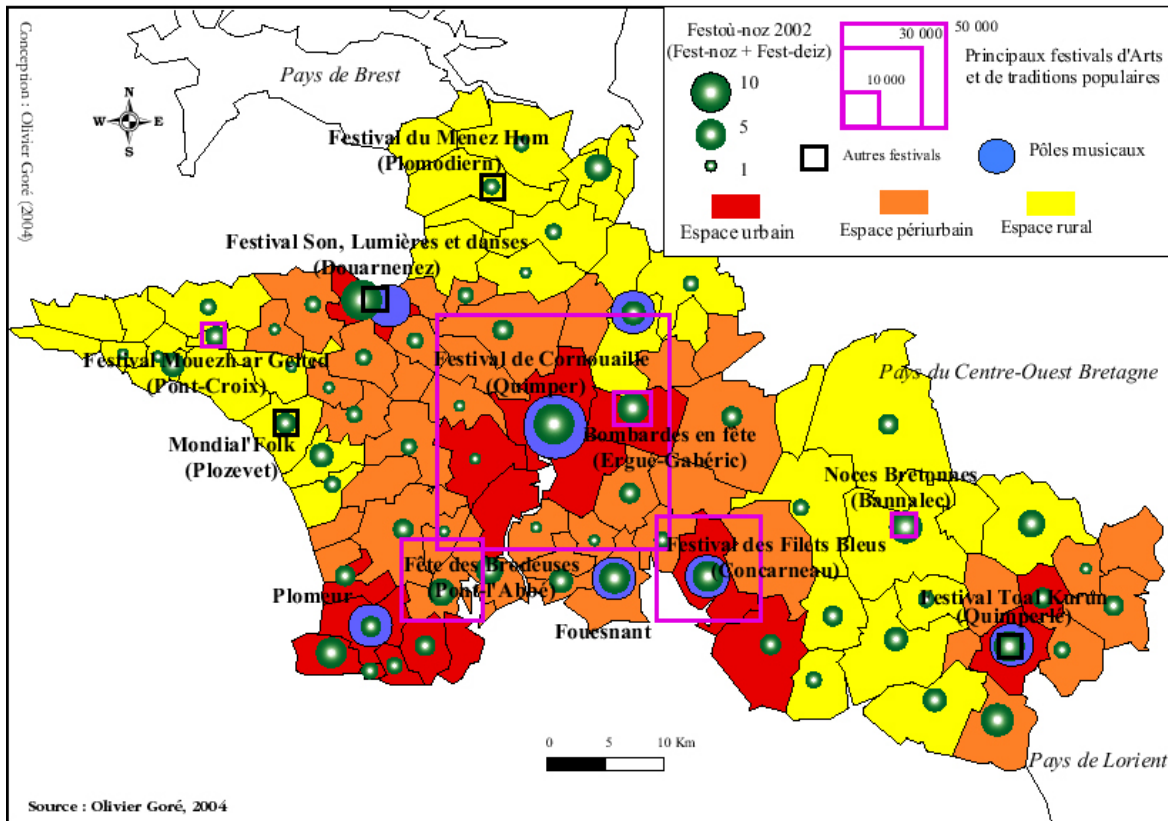 Conception : Olivier Goré (2004)
N
W E
S
Pays de Brest
Festival du Menez Hom
(Plomodiern)
Festival Son, Lumières et danses
(Douarnenez)
Festival Mouezh ar Gelted
(Pont-Croix)
Mondial'Folk
(Plozevet)
Festival de Cornouaille
(Quimper)
Bombardes en fête
(Ergué-Gabéric)
Pays du Centre-Ouest Bretagne
Noces Bretonnes
(Bannalec)
Festival des Filets Bleus
(Concarneau)
Fête des Brodeuses
(Pont-l'Abbé)
Plomeur
Fouesnant
Festival Toal Kurun
(Quimperlé)
Pays de Lorient
0 5 10 Km
Source : Olivier Goré, 2004
Festoù-noz 2002
(Fest-noz + Fest-deiz)
10
5
1
50 000
30 000
10 000
Principaux festivals d'Arts
et de traditions populaires
Autres festivals
Pôles musicaux
Espace urbain
Espace périurbain
Espace rural